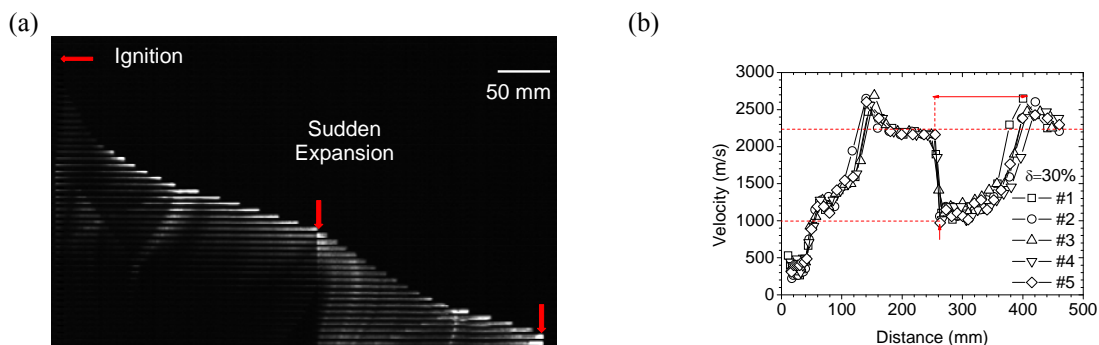 (a)
Ignition
50 mm
Sudden
Expansion
(b)
3000
2500
2000
1500
1000
500
0
Velocity (m/s)
δ=30%
#1
#2
#3
#4
#5
0 100 200 300 400 500
Distance (mm)